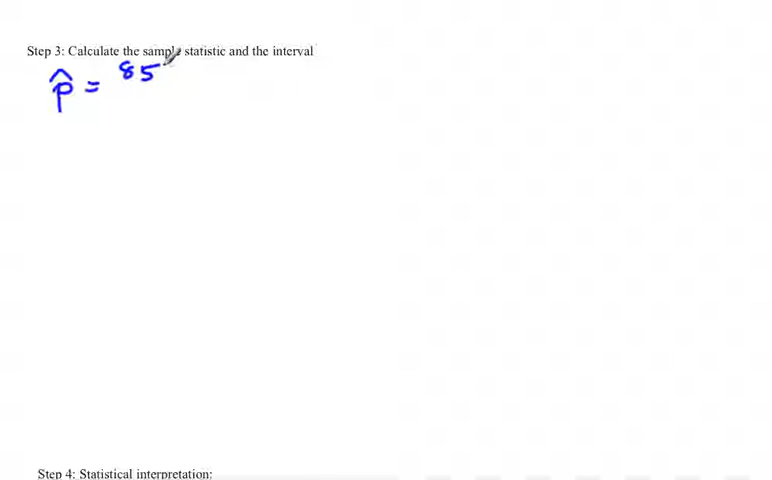 Step 3: Calculate the sample statistic and the interval
p̂ = 85
Step 4: Statistical interpretation: